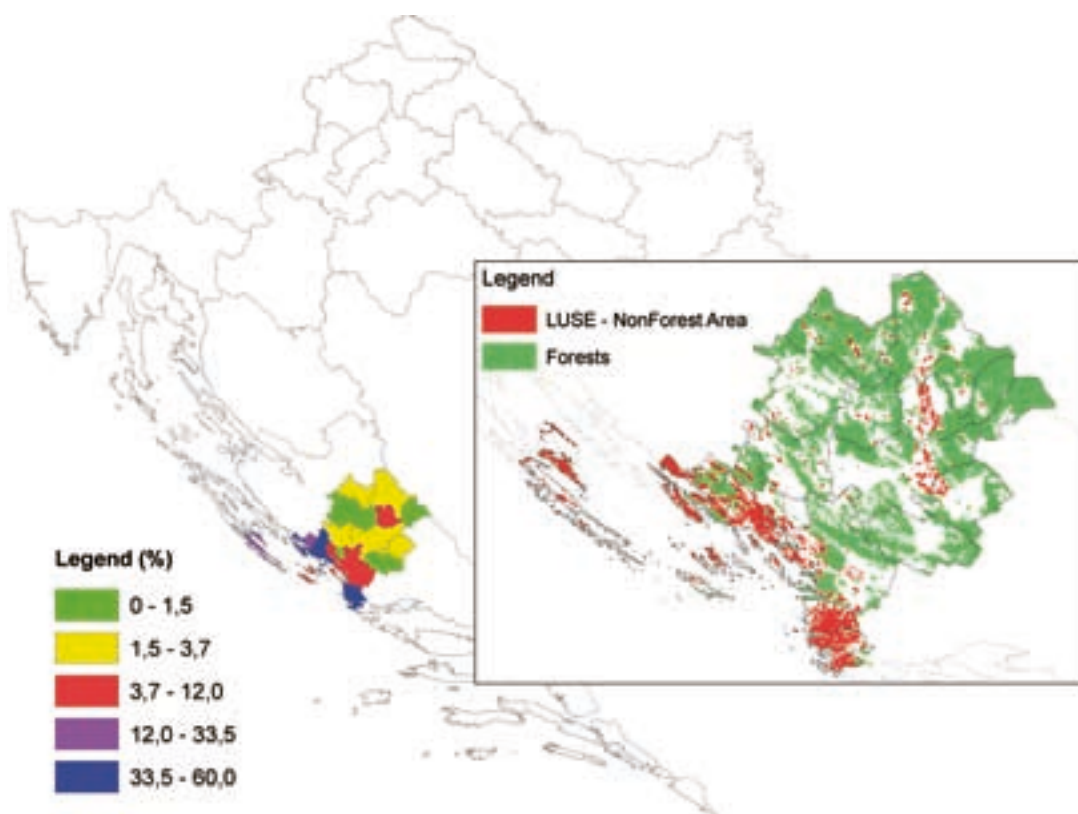 Legend
LUSE - NonForest Area
Forests
Legend (%)
0 - 1,5
1,5 - 3,7
3,7 - 12,0
12,0 - 33,5
33,5 - 60,0